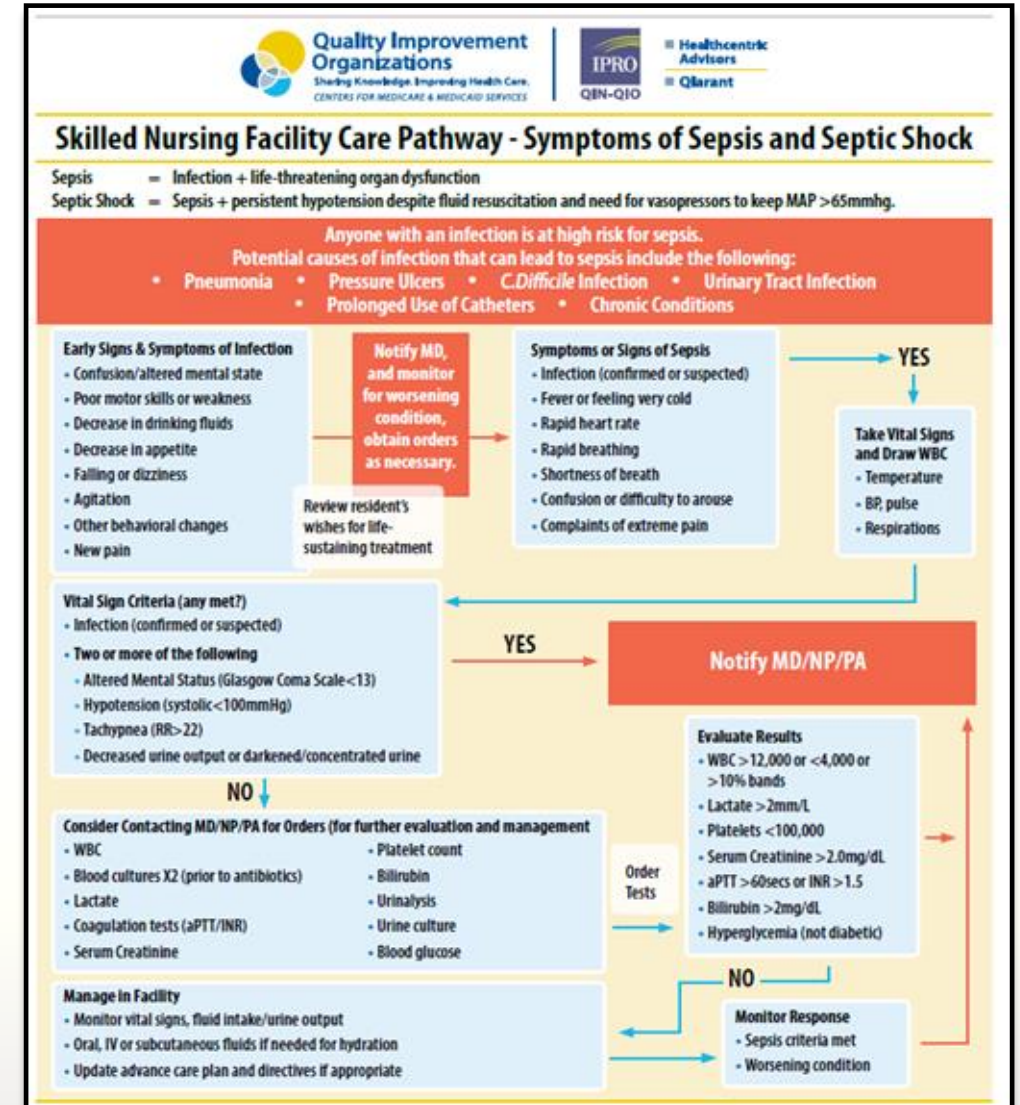 Quality Improvement
Organizations
Sharing Knowledge. Improving Health Care.
CENTERS FOR MEDICARE & MEDICAID SERVICES
IPRO
QIN-QIO
Healthcentric
Advisors
Qlarant
Skilled Nursing Facility Care Pathway - Symptoms of Sepsis and Septic Shock
Sepsis = Infection + life-threatening organ dysfunction
Septic Shock = Sepsis + persistent hypotension despite fluid resuscitation and need for vasopressors to keep MAP >65mmhg.
Anyone with an infection is at high risk for sepsis.
Potential causes of infection that can lead to sepsis include the following:
• Pneumonia • Pressure Ulcers • C.Difficile Infection • Urinary Tract Infection
• Prolonged Use of Catheters • Chronic Conditions
Early Signs & Symptoms of Infection
• Confusion/altered mental state
• Poor motor skills or weakness
• Decrease in drinking fluids
• Decrease in appetite
• Falling or dizziness
• Agitation
• Other behavioral changes
• New pain
Notify MD,
and monitor
for worsening
condition,
obtain orders
as necessary.
Review resident's
wishes for life-
sustaining treatment
Symptoms or Signs of Sepsis
• Infection (confirmed or suspected)
• Fever or feeling very cold
• Rapid heart rate
• Rapid breathing
• Shortness of breath
• Confusion or difficulty to arouse
• Complaints of extreme pain
YES
Take Vital Signs
and Draw WBC
• Temperature
• BP, pulse
• Respirations
Vital Sign Criteria (any met?)
• Infection (confirmed or suspected)
• Two or more of the following
• Altered Mental Status (Glasgow Coma Scale<13)
• Hypotension (systolic<100mmHg)
• Tachypnea (RR>22)
• Decreased urine output or darkened/concentrated urine
YES
Notify MD/NP/PA
NO
Consider Contacting MD/NP/PA for Orders (for further evaluation and management
• WBC
• Blood cultures X2 (prior to antibiotics)
• Lactate
• Coagulation tests (aPTT/INR)
• Serum Creatinine
• Platelet count
• Bilirubin
• Urinalysis
• Urine culture
• Blood glucose
Order
Tests
Evaluate Results
• WBC >12,000 or <4,000 or
>10% bands
• Lactate >2mm/L
• Platelets <100,000
• Serum Creatinine >2.0mg/dL
• aPTT >60secs or INR >1.5
• Bilirubin >2mg/dL
• Hyperglycemia (not diabetic)
NO
Manage in Facility
• Monitor vital signs, fluid intake/urine output
• Oral, IV or subcutaneous fluids if needed for hydration
• Update advance care plan and directives if appropriate
Monitor Response
• Sepsis criteria met
• Worsening condition